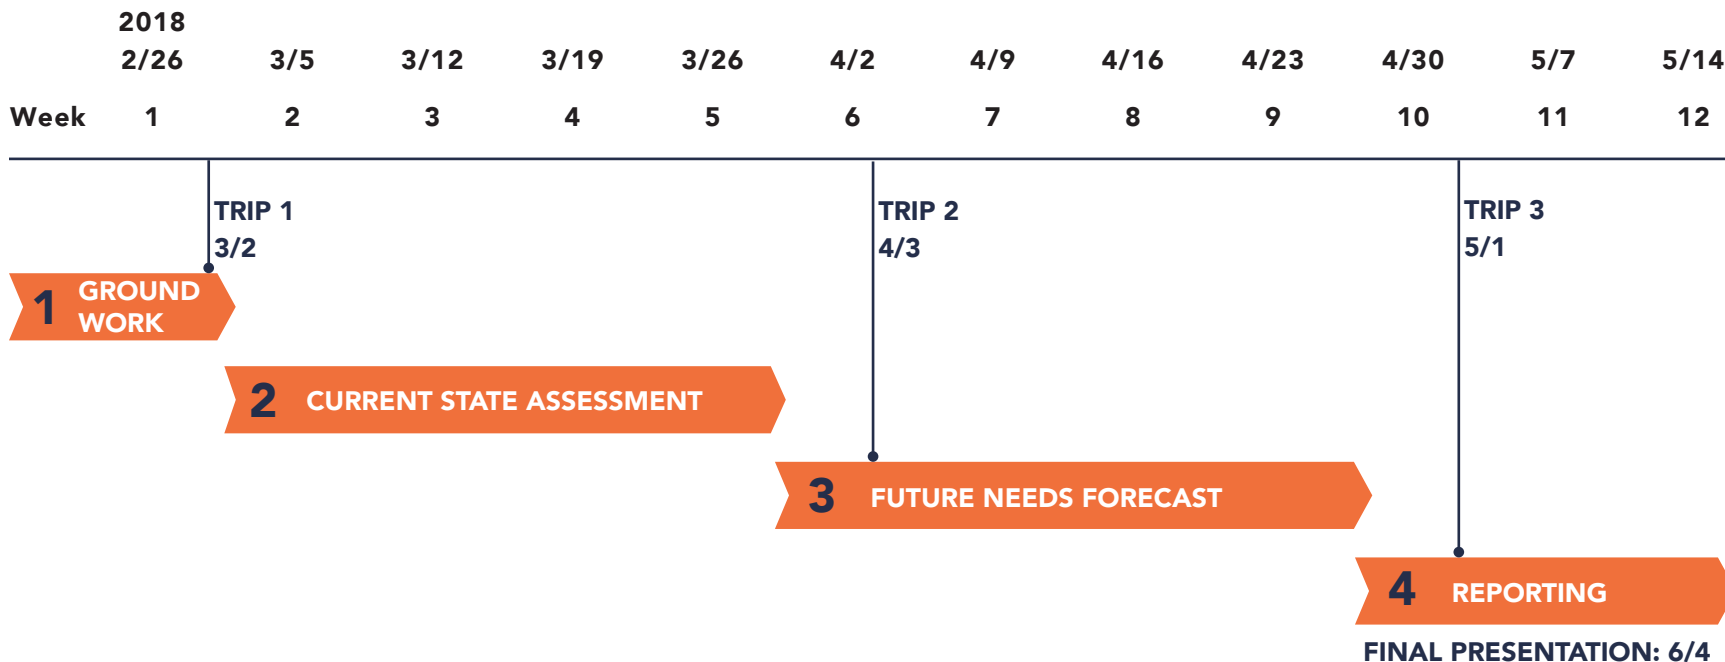 2018
2/26 3/5 3/12 3/19 3/26 4/2 4/9 4/16 4/23 4/30 5/7 5/14
Week 1 2 3 4 5 6 7 8 9 10 11 12
TRIP 1
3/2
TRIP 2
4/3
TRIP 3
5/1
1 GROUND
WORK
2 CURRENT STATE ASSESSMENT
3 FUTURE NEEDS FORECAST
4 REPORTING
FINAL PRESENTATION: 6/4